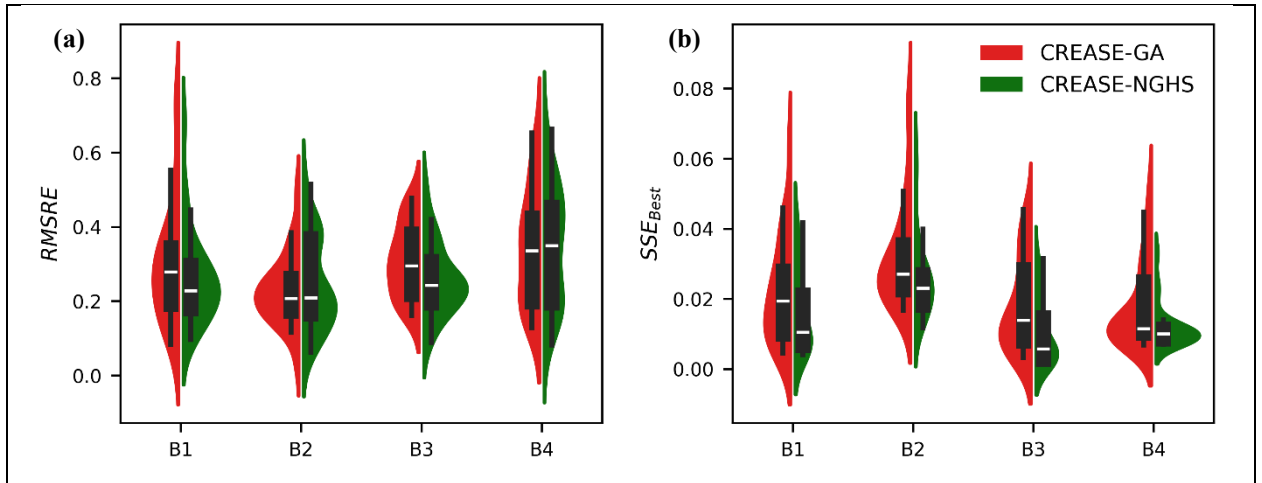 (a)
RMSRE
0.8
0.6
0.4
0.2
0.0
B1 B2 B3 B4
(b)
CREASE-GA
CREASE-NGHS
SSE_Best
0.08
0.06
0.04
0.02
0.00
B1 B2 B3 B4